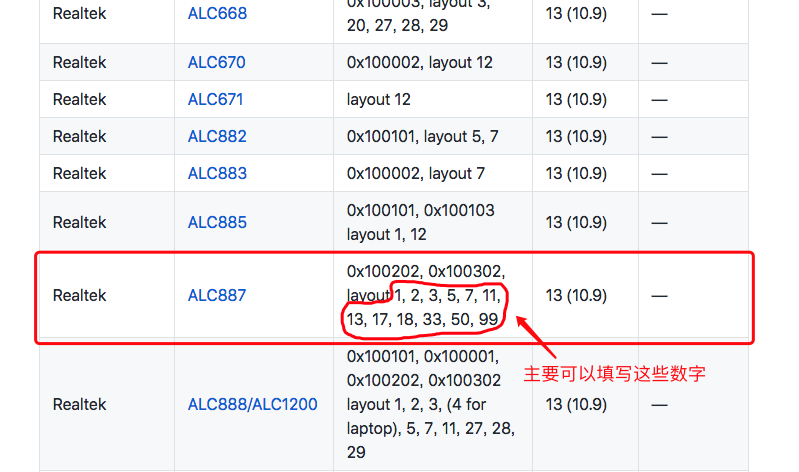 0x100003, layout 3,
Realtek ALC668 20, 27, 28, 29 13 (10.9) —
Realtek ALC670 0x100002, layout 12 13 (10.9) —
Realtek ALC671 layout 12 13 (10.9) —
Realtek ALC882 0x100101, layout 5, 7 13 (10.9) —
Realtek ALC883 0x100002, layout 7 13 (10.9) —
0x100101, 0x100103
Realtek ALC885 layout 1, 12 13 (10.9) —
0x100202, 0x100302,
Realtek ALC887 layout 1, 2, 3, 5, 7, 11, 13 (10.9) —
13, 17, 18, 33, 50, 99
主要可以填写这些数字
0x100101, 0x100001,
0x100202, 0x100302
Realtek ALC888/ALC1200 layout 1, 2, 3, (4 for 13 (10.9) —
laptop), 5, 7, 11, 27, 28,
29